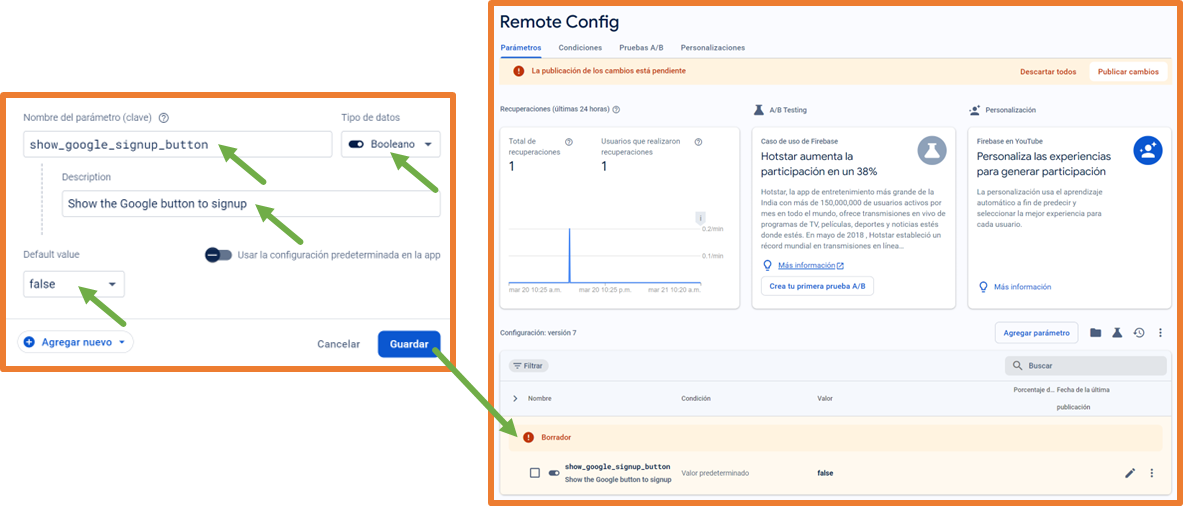 Nombre del parámetro (clave)
Tipo de datos
show_google_signup_button
Booleano
Description
Show the Google button to signup
Default value
Usar la configuración predeterminada en la app
false
Agregar nuevo
Cancelar
Guardar
Remote Config
Parámetros
Condiciones
Pruebas A/B
Personalizaciones
La publicación de los cambios está pendiente
Descartar todos
Publicar cambios
Recuperaciones (últimas 24 horas)
Total de
recuperaciones
1
Usuarios que realizaron
recuperaciones
1
0.2/min
0.1/min
mar 20 10:25 a.m.
mar 20 10:25 p.m.
mar 21 10:20 a.m.
A/B Testing
Caso de uso de Firebase
Hotstar aumenta la
participación en un 38%
Hotstar, la app de entretenimiento más grande de la
India con más de 150,000,000 de usuarios activos por
mes en todo el mundo, ofrece transmisiones en vivo de
programas de TV, películas, deportes y noticias estés
donde estés. En mayo de 2018 , Hotstar estableció un
récord mundial en transmisiones en línea...
Más información
Crea tu primera prueba A/B
Personalización
Firebase en YouTube
Personaliza las experiencias
para generar participación
La personalización usa el aprendizaje
automático a fin de predecir y
seleccionar la mejor experiencia para
cada usuario.
Más información
Configuración: versión 7
Agregar parámetro
Filtrar
Buscar
Nombre
Condición
Valor
Porcentaje d...
Fecha de la última
publicación
Borrador
show_google_signup_button
Show the Google button to signup
Valor predeterminado
false